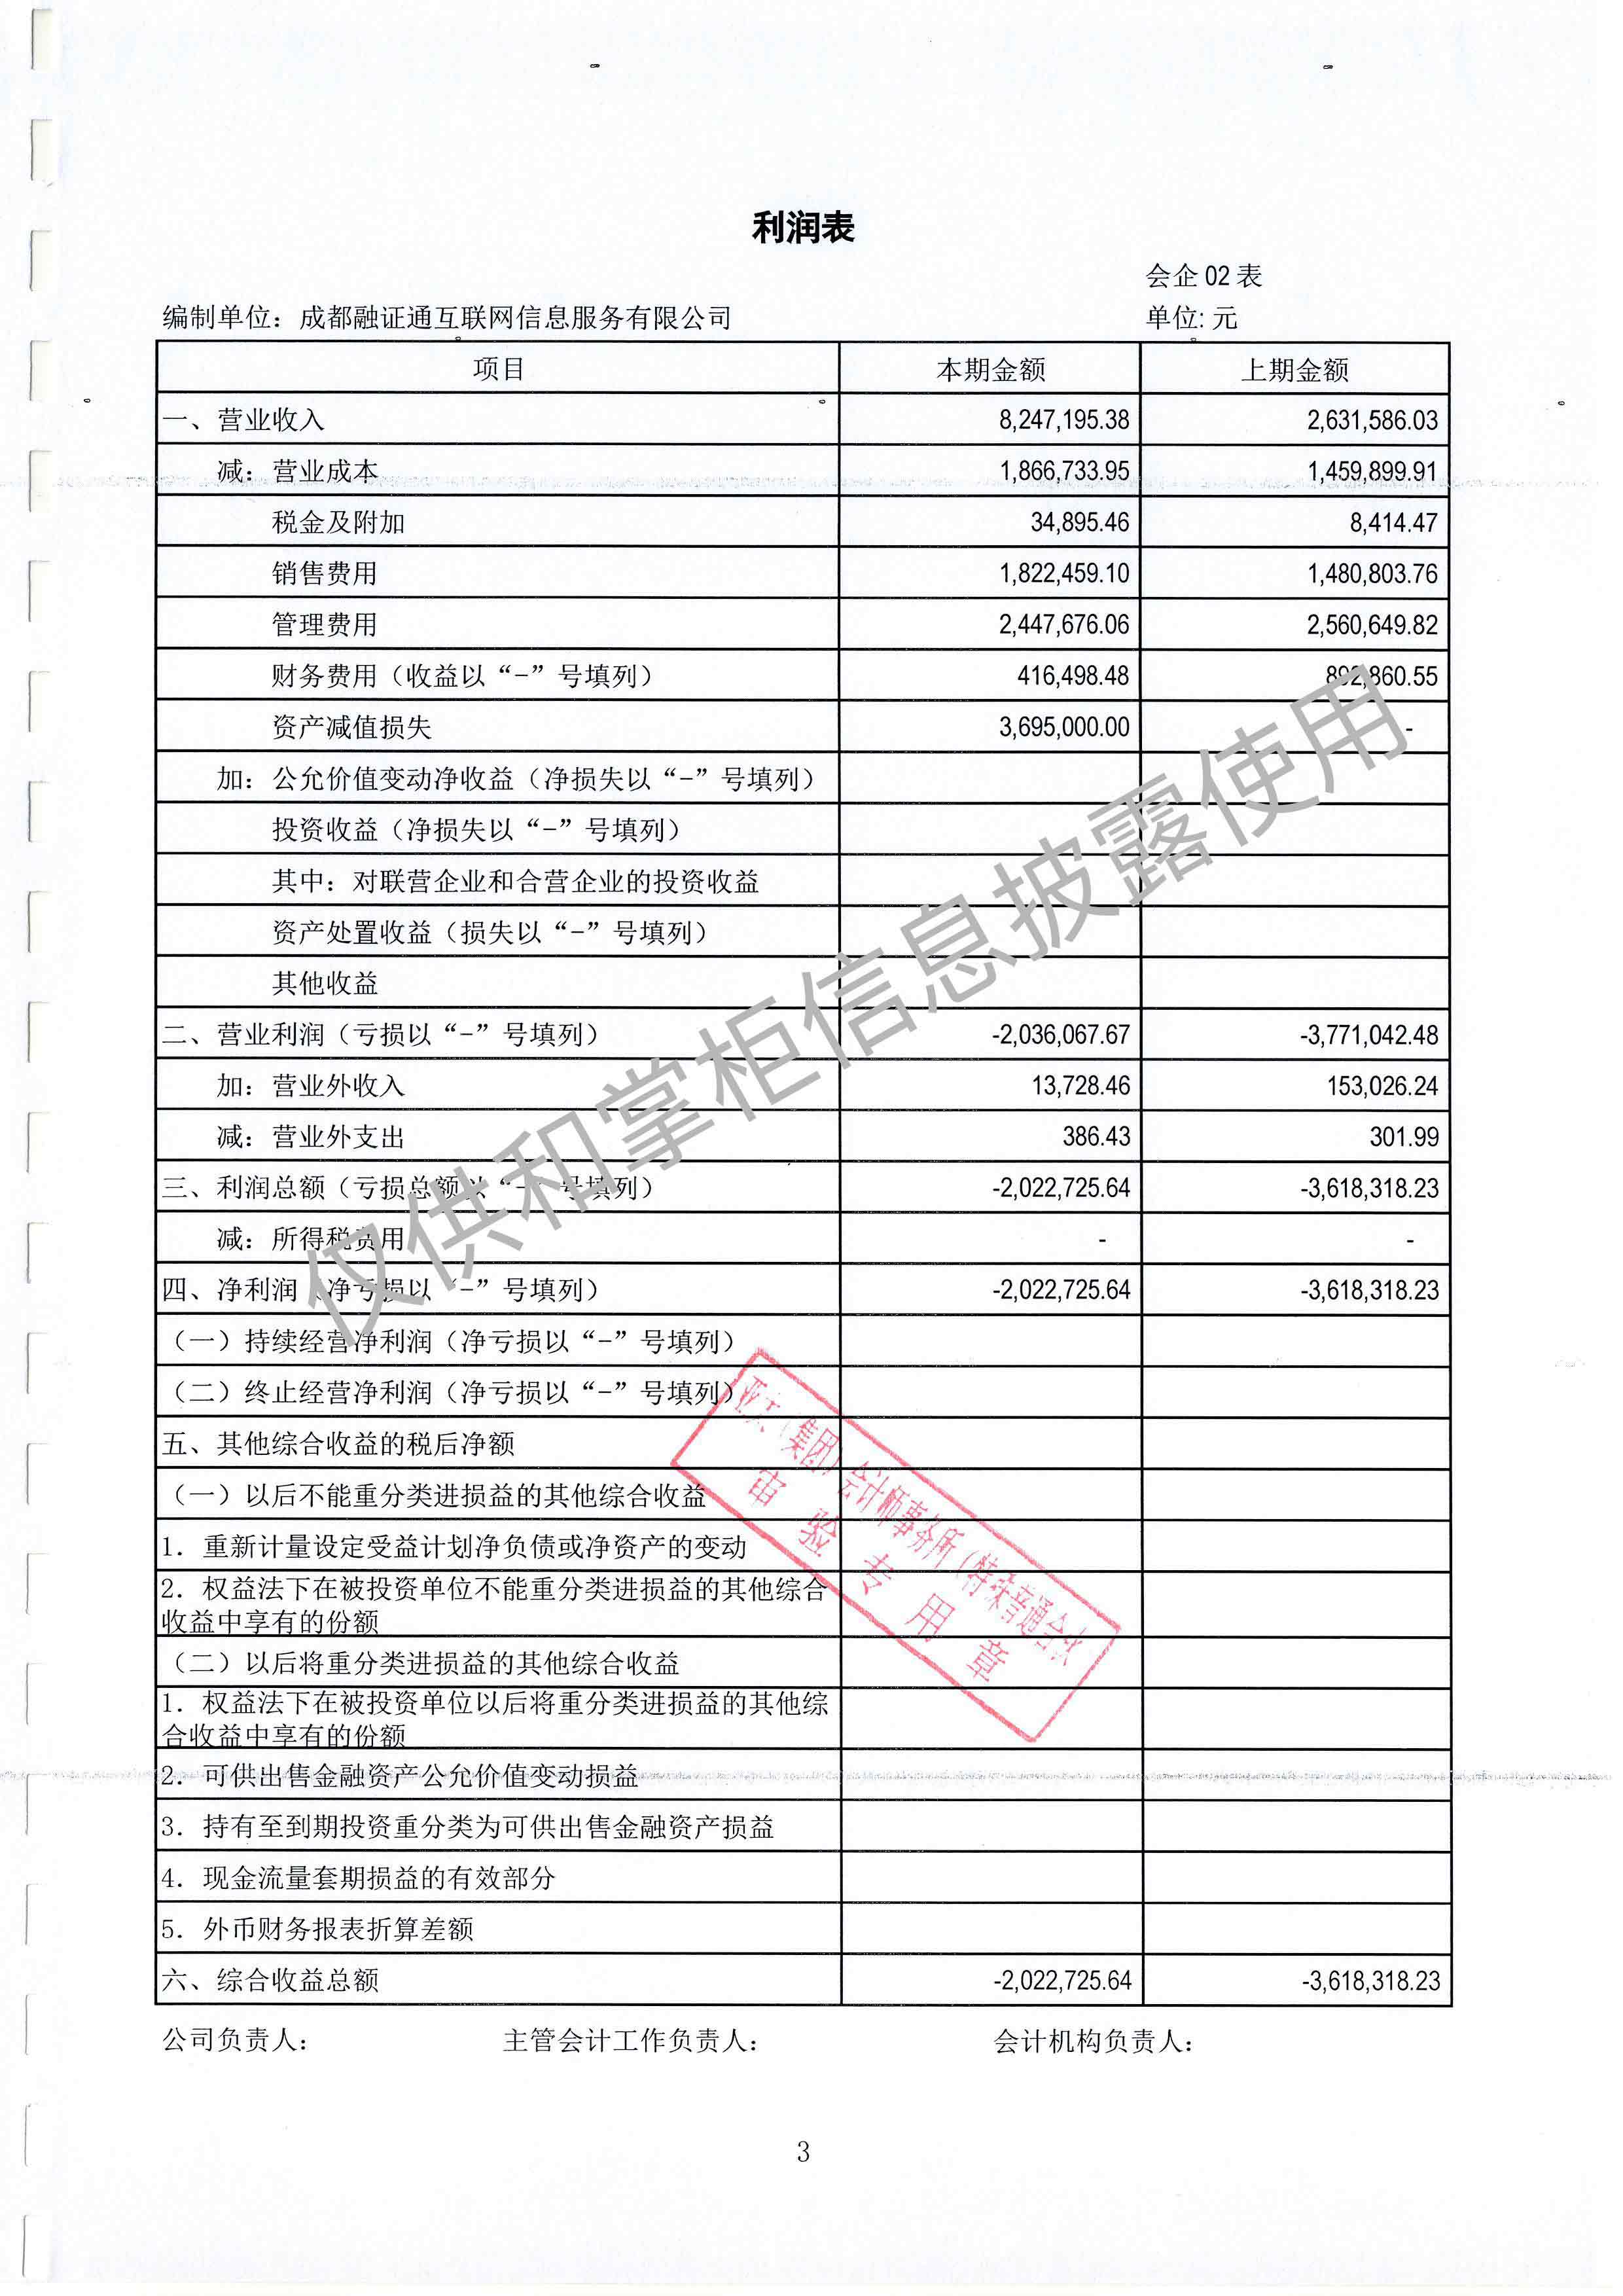 利润表
会企 02 表
编制单位：成都融证通互联网信息服务有限公司 单位: 元
项目 本期金额 上期金额
一、营业收入 8,247,195.38 2,631,586.03
减：营业成本 1,866,733.95 1,459,899.91
税金及附加 34,895.46 8,414.47
销售费用 1,822,459.10 1,480,803.76
管理费用 2,447,676.06 2,560,649.82
财务费用（收益以“－”号填列） 416,498.48 892,860.55
资产减值损失 3,695,000.00 -
加：公允价值变动净收益（净损失以“－”号填列）
投资收益（净损失以“－”号填列）
其中：对联营企业和合营企业的投资收益
资产处置收益（损失以“－”号填列）
其他收益
二、营业利润（亏损以“－”号填列） -2,036,067.67 -3,771,042.48
加：营业外收入 13,728.46 153,026.24
减：营业外支出 386.43 301.99
三、利润总额（亏损总额以“－”号填列） -2,022,725.64 -3,618,318.23
减：所得税费用 - -
四、净利润（净亏损以“－”号填列） -2,022,725.64 -3,618,318.23
（一）持续经营净利润（净亏损以“－”号填列）
（二）终止经营净利润（净亏损以“－”号填列）
五、其他综合收益的税后净额
（一）以后不能重分类进损益的其他综合收益
1．重新计量设定受益计划净负债或净资产的变动
2．权益法下在被投资单位不能重分类进损益的其他综合
收益中享有的份额
（二）以后将重分类进损益的其他综合收益
1．权益法下在被投资单位以后将重分类进损益的其他综
合收益中享有的份额
2．可供出售金融资产公允价值变动损益
3．持有至到期投资重分类为可供出售金融资产损益
4．现金流量套期损益的有效部分
5．外币财务报表折算差额
六、综合收益总额 -2,022,725.64 -3,618,318.23
公司负责人： 主管会计工作负责人： 会计机构负责人：
3
仅供和掌柜信息披露使用
亚太（集团）会计师事务所（特殊普通合伙
审验专用章